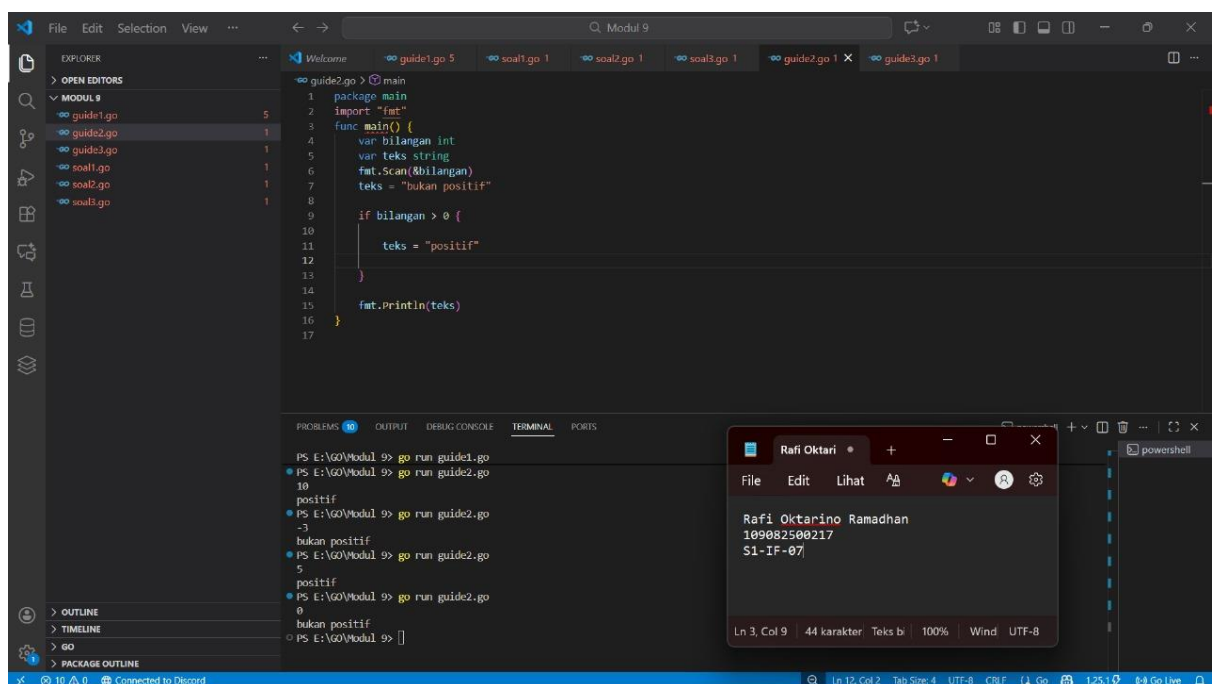 File Edit Selection View ...
Modul 9
EXPLORER ...
> OPEN EDITORS
MODUL 9
guide1.go 5
guide2.go 1
guide3.go 1
soal1.go 1
soal2.go 1
soal3.go 1
> OUTLINE
> TIMELINE
> GO
> PACKAGE OUTLINE
Welcome guide1.go 5 soal1.go 1 soal2.go 1 soal3.go 1 guide2.go 1 X guide3.go 1
guide2.go > main
1 package main
2 import "fmt"
3 func main() {
4 var bilangan int
5 var teks string
6 fmt.Scan(&bilangan)
7 teks = "bukan positif"
8
9 if bilangan > 0 {
10
11 teks = "positif"
12
13 }
14
15 fmt.Println(teks)
16 }
17
PROBLEMS 10 OUTPUT DEBUG CONSOLE TERMINAL PORTS
powershell
PS E:\GO\Modul 9> go run guide1.go
PS E:\GO\Modul 9> go run guide2.go
10
positif
PS E:\GO\Modul 9> go run guide2.go
-3
bukan positif
PS E:\GO\Modul 9> go run guide2.go
5
positif
PS E:\GO\Modul 9> go run guide2.go
0
bukan positif
PS E:\GO\Modul 9>
Rafi Oktari
File Edit Lihat
Rafi Oktarino Ramadhan
109082500217
S1-IF-07
Ln 3, Col 9 44 karakter Teks bi 100% Wind UTF-8
10 0 Connected to Discord
Ln 12, Col 2 Tab Size: 4 UTF-8 CRLF Go 1.25.1 Go Live